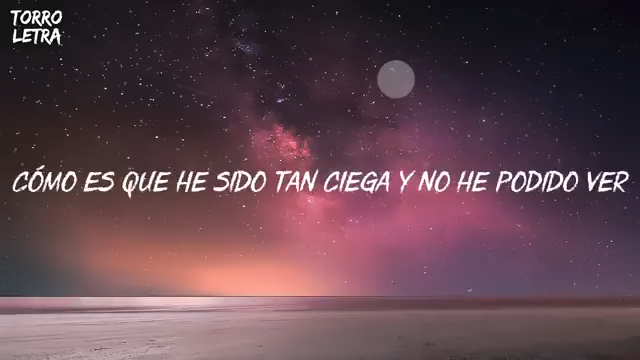 TORRO
LETRA
CÓMO ES QUE HE SIDO TAN CIEGA Y NO HE PODIDO VER